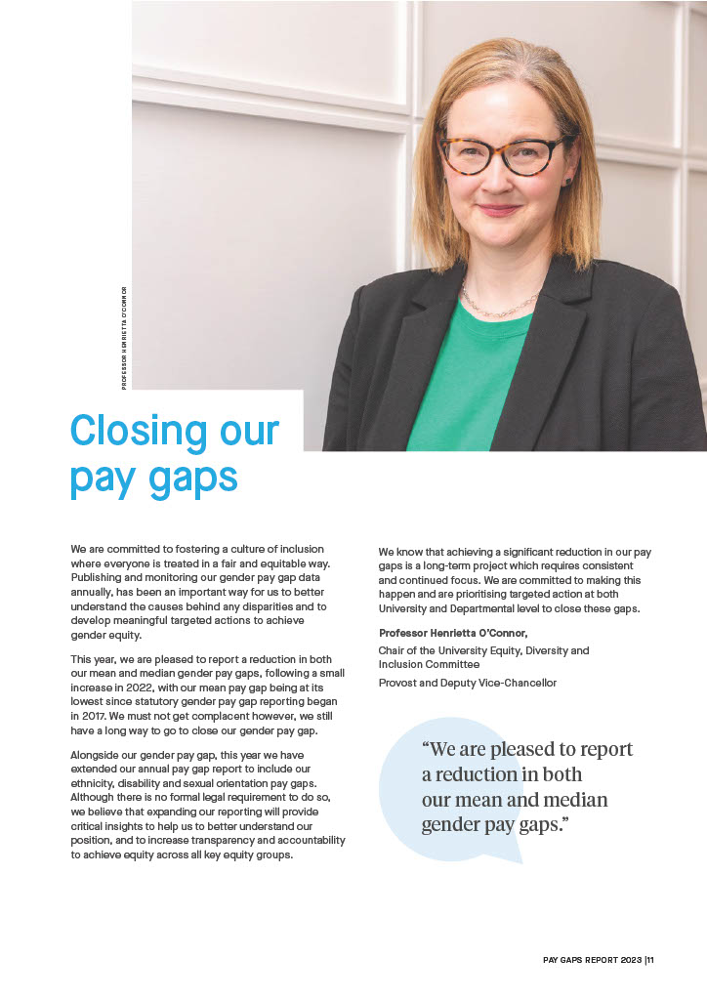 PROFESSOR HENRIETTA O'CONNOR
Closing our
pay gaps
We are committed to fostering a culture of inclusion
where everyone is treated in a fair and equitable way.
Publishing and monitoring our gender pay gap data
annually, has been an important way for us to better
understand the causes behind any disparities and to
develop meaningful targeted actions to achieve
gender equity.
This year, we are pleased to report a reduction in both
our mean and median gender pay gaps, following a small
increase in 2022, with our mean pay gap being at its
lowest since statutory gender pay gap reporting began
in 2017. We must not get complacent however, we still
have a long way to go to close our gender pay gap.
Alongside our gender pay gap, this year we have
extended our annual pay gap report to include our
ethnicity, disability and sexual orientation pay gaps.
Although there is no formal legal requirement to do so,
we believe that expanding our reporting will provide
critical insights to help us to better understand our
position, and to increase transparency and accountability
to achieve equity across all key equity groups.
We know that achieving a significant reduction in our pay
gaps is a long-term project which requires consistent
and continued focus. We are committed to making this
happen and are prioritising targeted action at both
University and Departmental level to close these gaps.
Professor Henrietta O'Connor,
Chair of the University Equity, Diversity and
Inclusion Committee
Provost and Deputy Vice-Chancellor
“We are pleased to report
a reduction in both
our mean and median
gender pay gaps.”
PAY GAPS REPORT 2023 |11